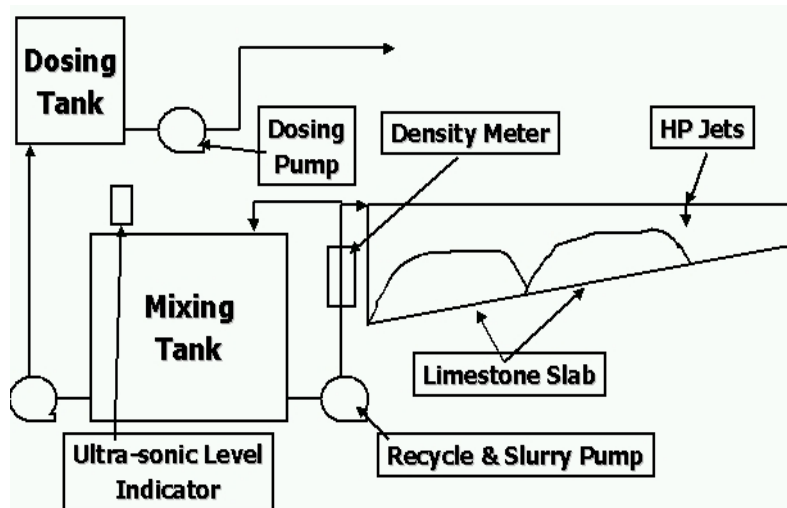 Dosing
Tank
Dosing
Pump
Density Meter
HP Jets
Mixing
Tank
Limestone Slab
Ultra-sonic Level
Indicator
Recycle & Slurry Pump